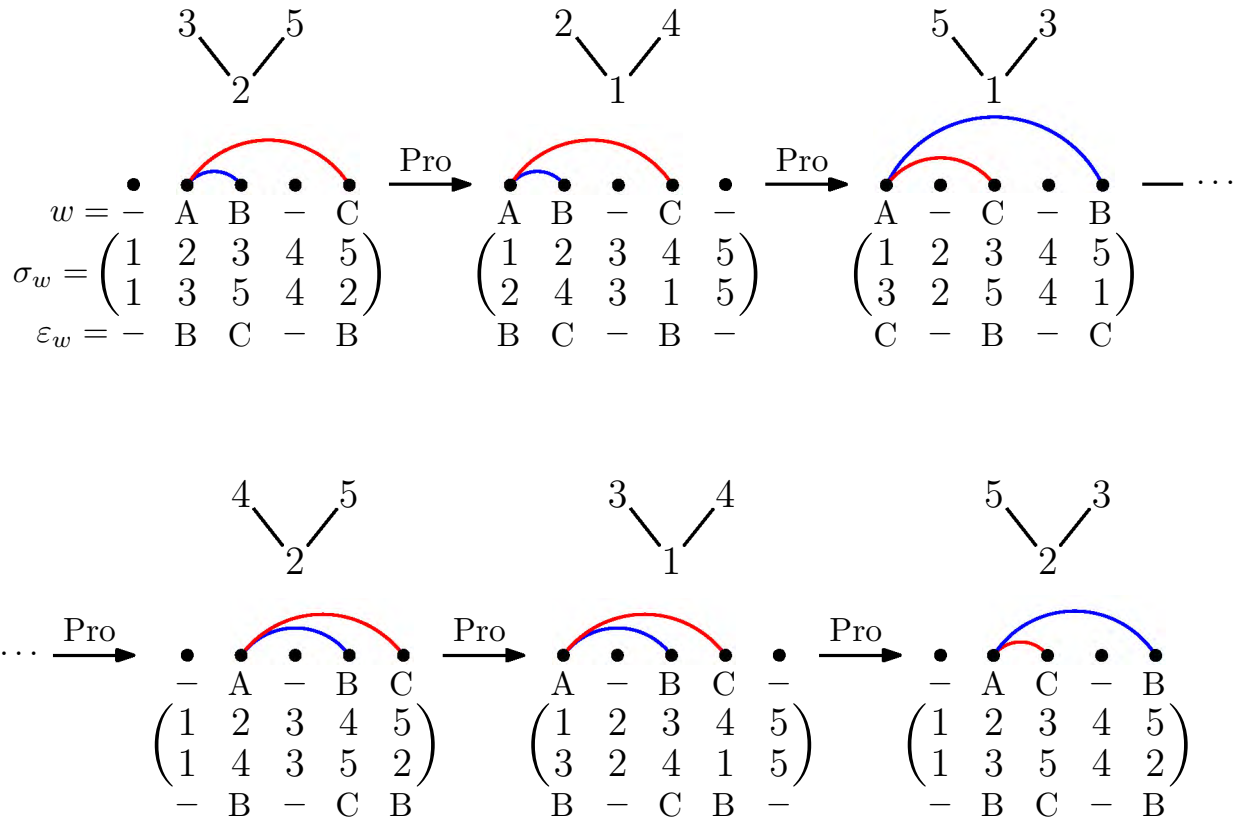 3 5 2 4 5 3
2 1 1
Pro Pro ...
w = − A B − C A B − C − A − C − B
1 2 3 4 5 1 2 3 4 5 1 2 3 4 5
σ_w = ( ) ( ) ( )
1 3 5 4 2 2 4 3 1 5 3 2 5 4 1
ε_w = − B C − B B C − B − C − B − C
4 5 3 4 5 3
2 1 2
... Pro Pro Pro
− A − B C A − B C − − A C − B
1 2 3 4 5 1 2 3 4 5 1 2 3 4 5
( ) ( ) ( )
1 4 3 5 2 3 2 4 1 5 1 3 5 4 2
− B − C B B − C B − − B C − B